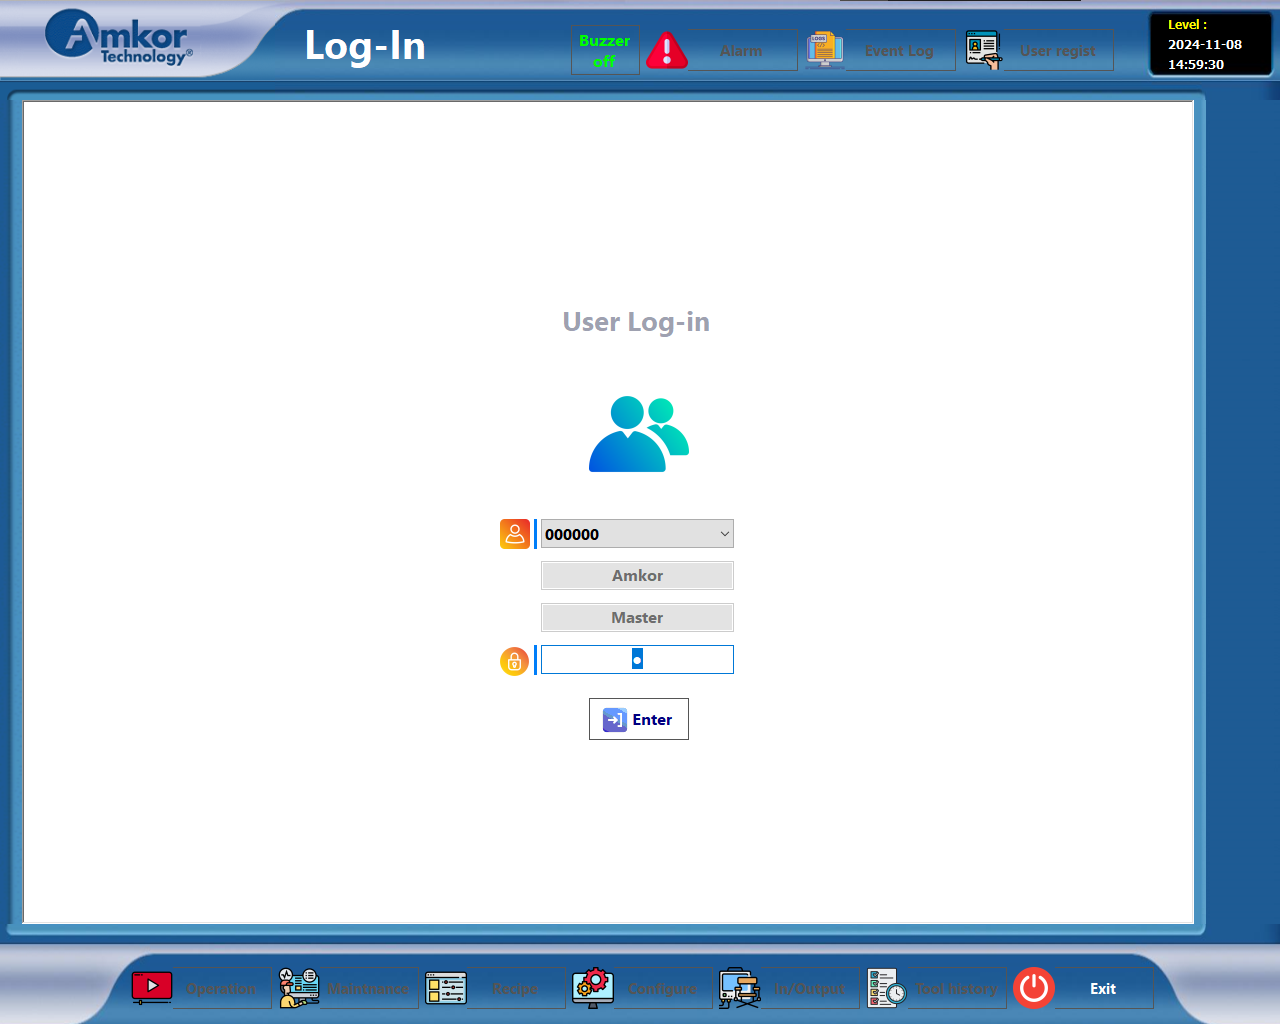 Amkor
Technology®
Log-In
Buzzer
off
Alarm
LOGS
Event Log
User regist
Level :
2024-11-08
14:59:30
User Log-in
000000
Amkor
Master
Enter
Operation
Maintnance
Recipe
Configure
In/Output
Tool history
Exit